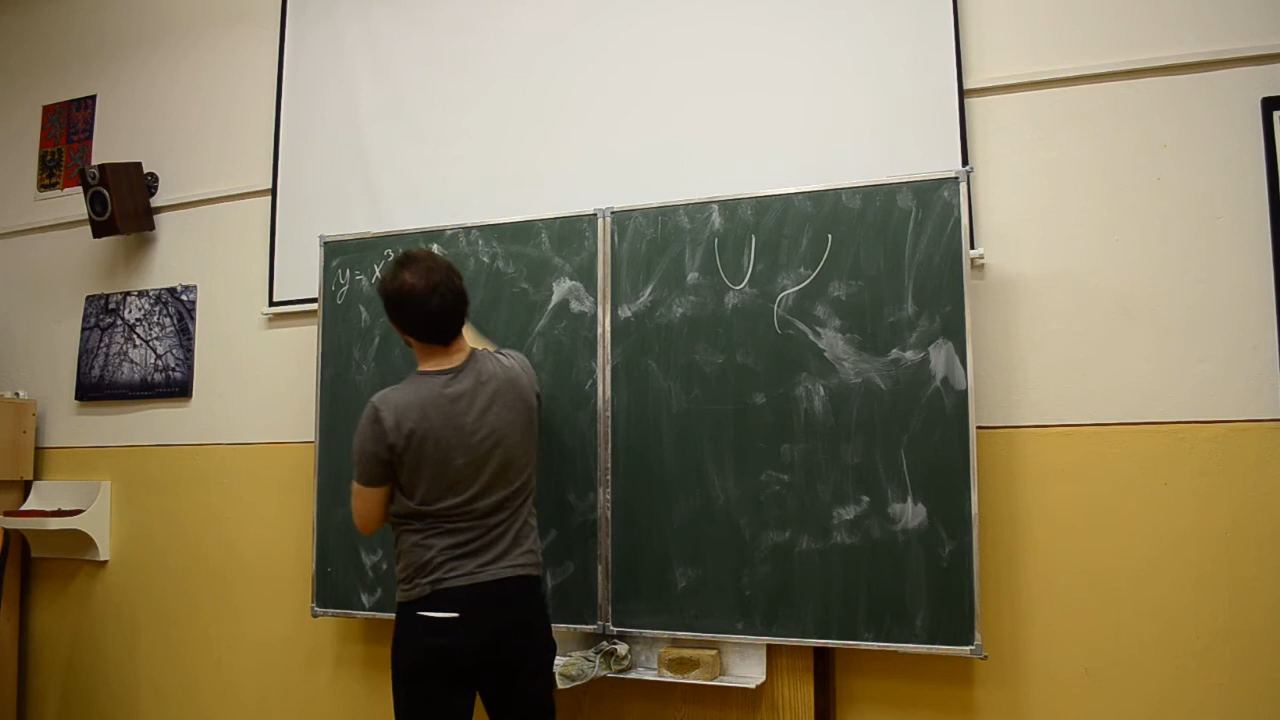 y = x³